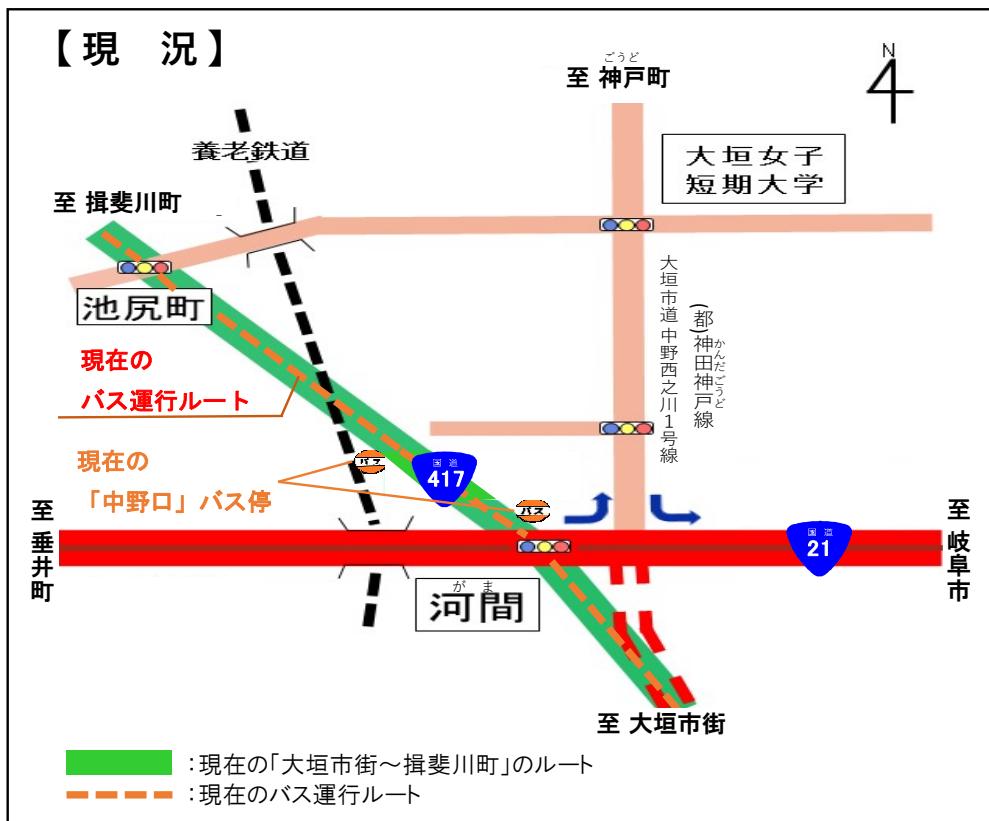 【現 況】
ごうど
至 神戸町
N
養老鉄道
大垣女子
短期大学
至 揖斐川町
池尻町
大垣市道 中野西之川1号線
(都)神田神戸線
かんだごうど
現在の
バス運行ルート
現在の
「中野口」バス停
バス
国道
417
バス
至 垂井町
国道
21
至 岐阜市
がま
河間
至 大垣市街
:現在の「大垣市街～揖斐川町」のルート
:現在のバス運行ルート